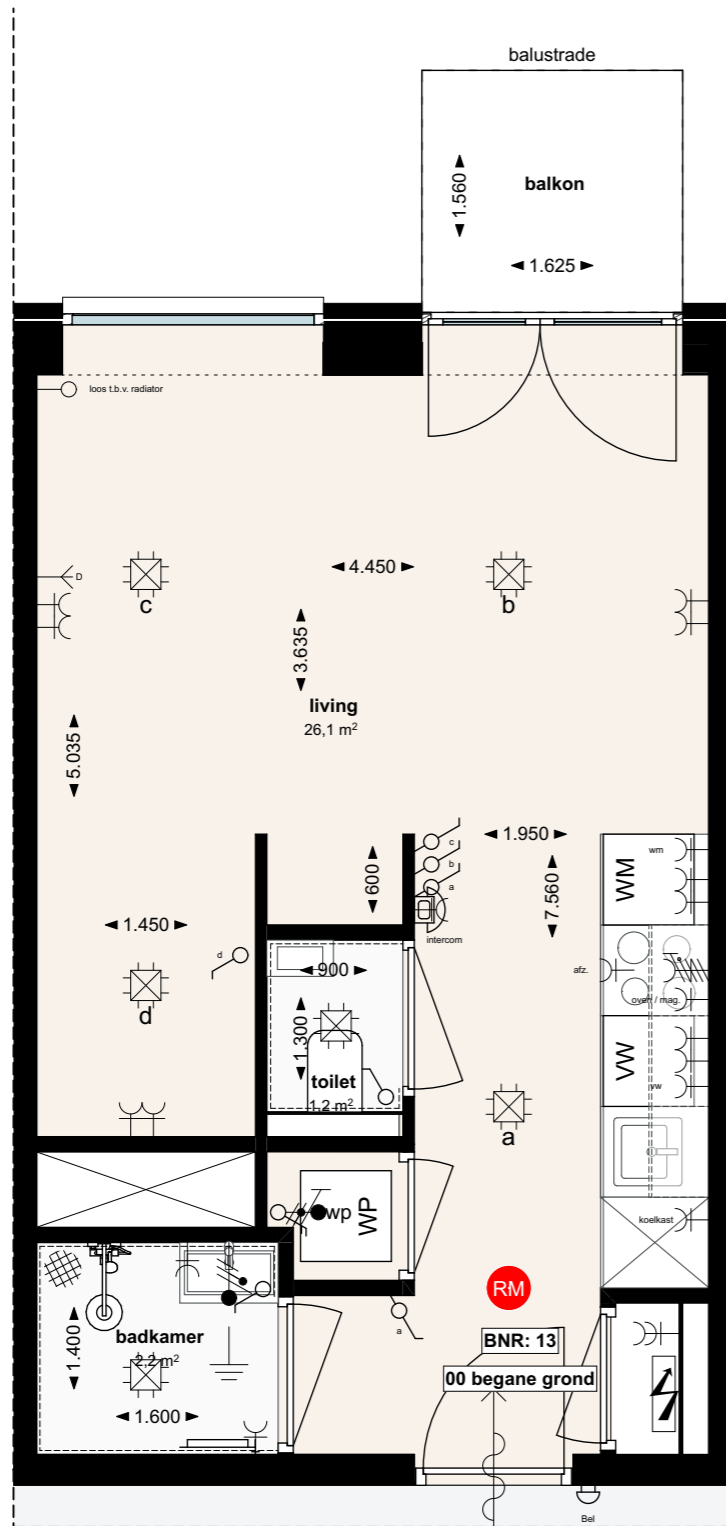 balustrade
balkon
1.560
1.625
loos t.b.v. radiator
4.450
D
c
b
3.635
living
26,1 m²
5.035
1.950
c
b
a
600
7.560
WM
wm
intercom
1.450
d
900
afz.
oven / mag.
d
1.300
toilet
1,2 m²
VW
vw
a
wp
WP
koelkast
RM
a
badkamer
2,2 m²
1.400
1.600
BNR: 13
00 begane grond
Bel